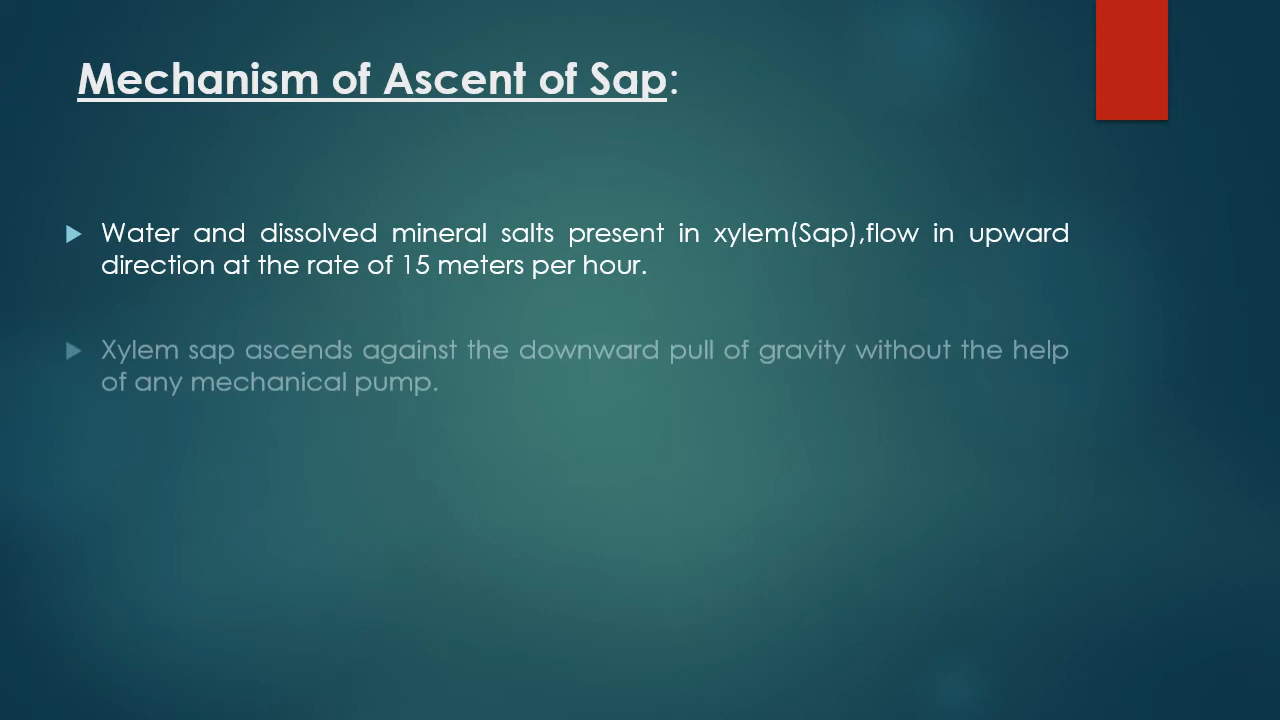 Mechanism of Ascent of Sap:
Water and dissolved mineral salts present in xylem(Sap),flow in upward
direction at the rate of 15 meters per hour.
Xylem sap ascends against the downward pull of gravity without the help
of any mechanical pump.